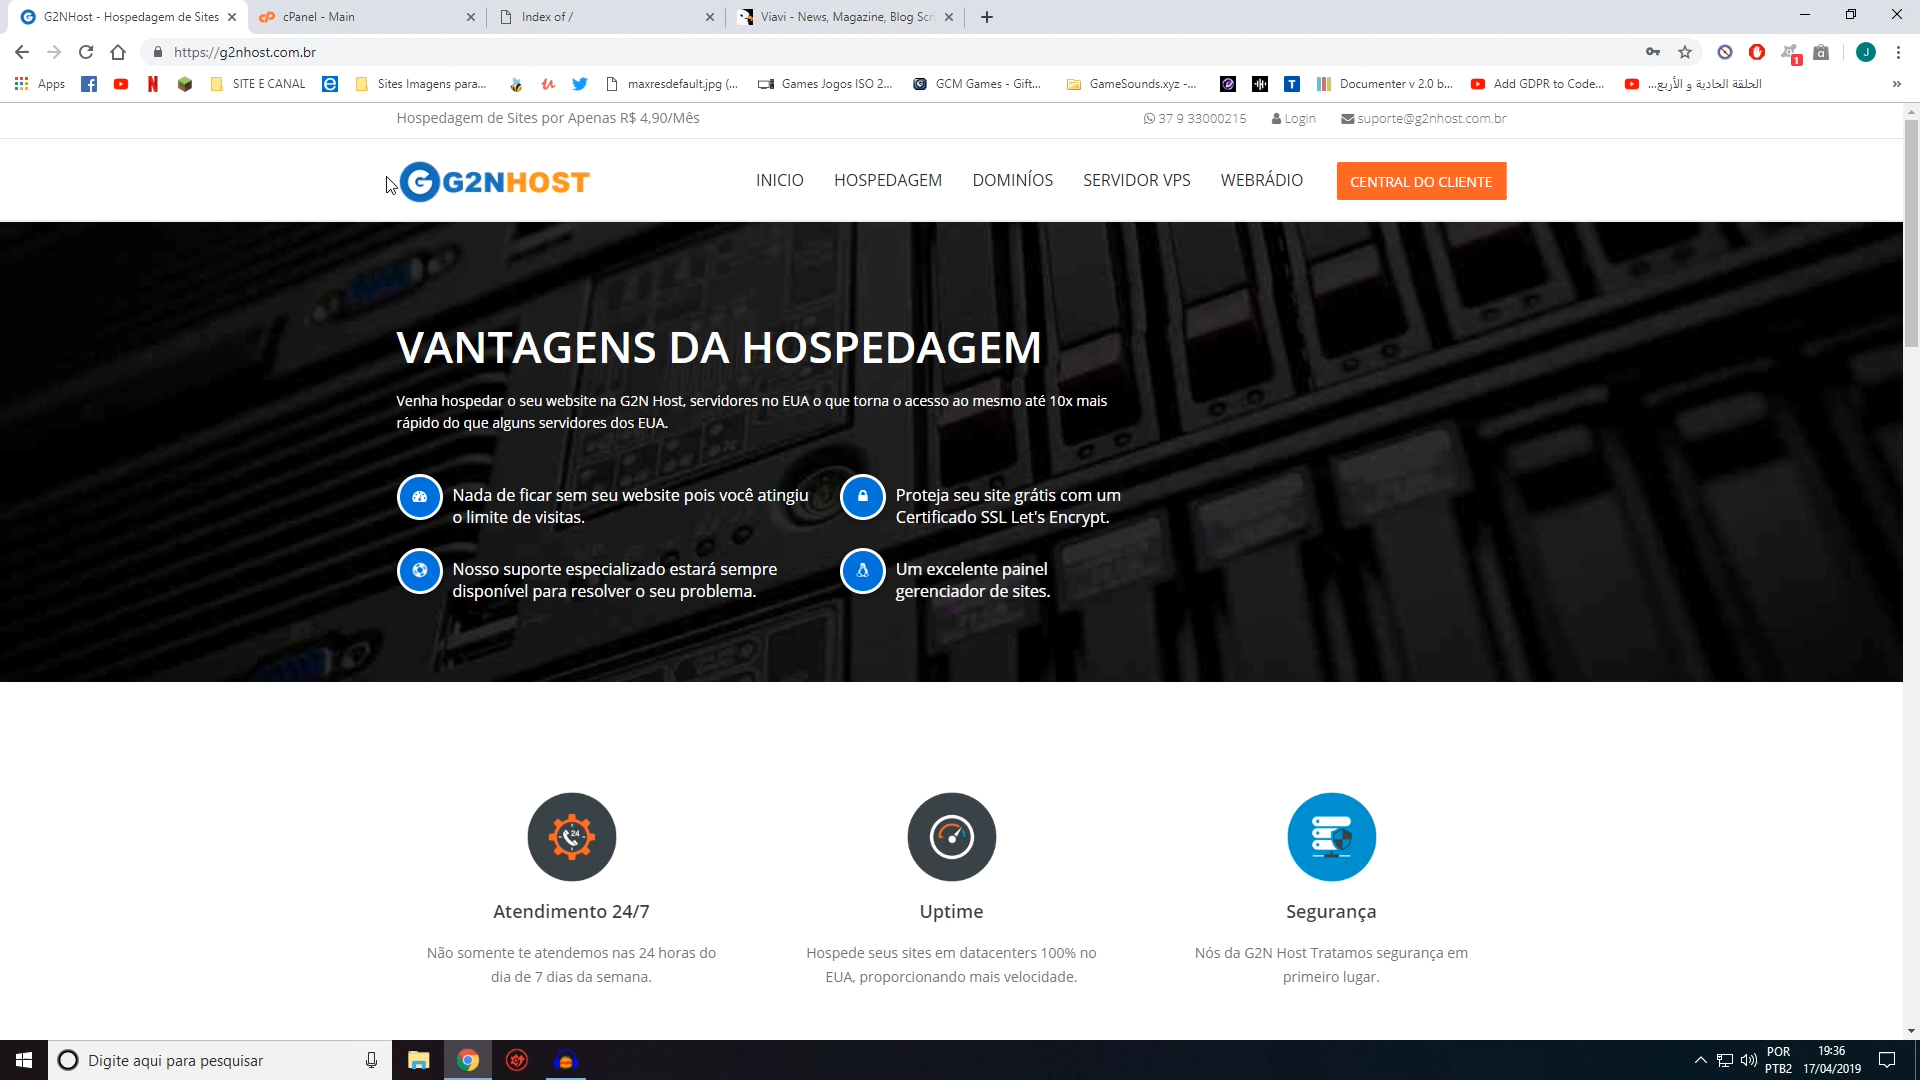 G2NHost - Hospedagem de Sites
cPanel - Main
Index of /
Viavi - News, Magazine, Blog Scr
https://g2nhost.com.br
1
J
Apps
SITE E CANAL
Sites Imagens para...
maxresdefault.jpg (...
Games Jogos ISO 2...
GCM Games - Gift...
GameSounds.xyz -...
T
Documenter v 2.0 b...
Add GDPR to Code...
الحلقة الحادية و الأربع...
»
Hospedagem de Sites por Apenas R$ 4,90/Mês
37 9 33000215
Login
suporte@g2nhost.com.br
G2NHOST
INICIO
HOSPEDAGEM
DOMINÍOS
SERVIDOR VPS
WEBRÁDIO
CENTRAL DO CLIENTE
VANTAGENS DA HOSPEDAGEM
Venha hospedar o seu website na G2N Host, servidores no EUA o que torna o acesso ao mesmo até 10x mais
rápido do que alguns servidores dos EUA.
Nada de ficar sem seu website pois você atingiu
o limite de visitas.
Proteja seu site grátis com um
Certificado SSL Let's Encrypt.
Nosso suporte especializado estará sempre
disponível para resolver o seu problema.
Um excelente painel
gerenciador de sites.
24
Atendimento 24/7
Não somente te atendemos nas 24 horas do
dia de 7 dias da semana.
Uptime
Hospede seus sites em datacenters 100% no
EUA, proporcionando mais velocidade.
Segurança
Nós da G2N Host Tratamos segurança em
primeiro lugar.
Digite aqui para pesquisar
POR
PTB2
19:36
17/04/2019